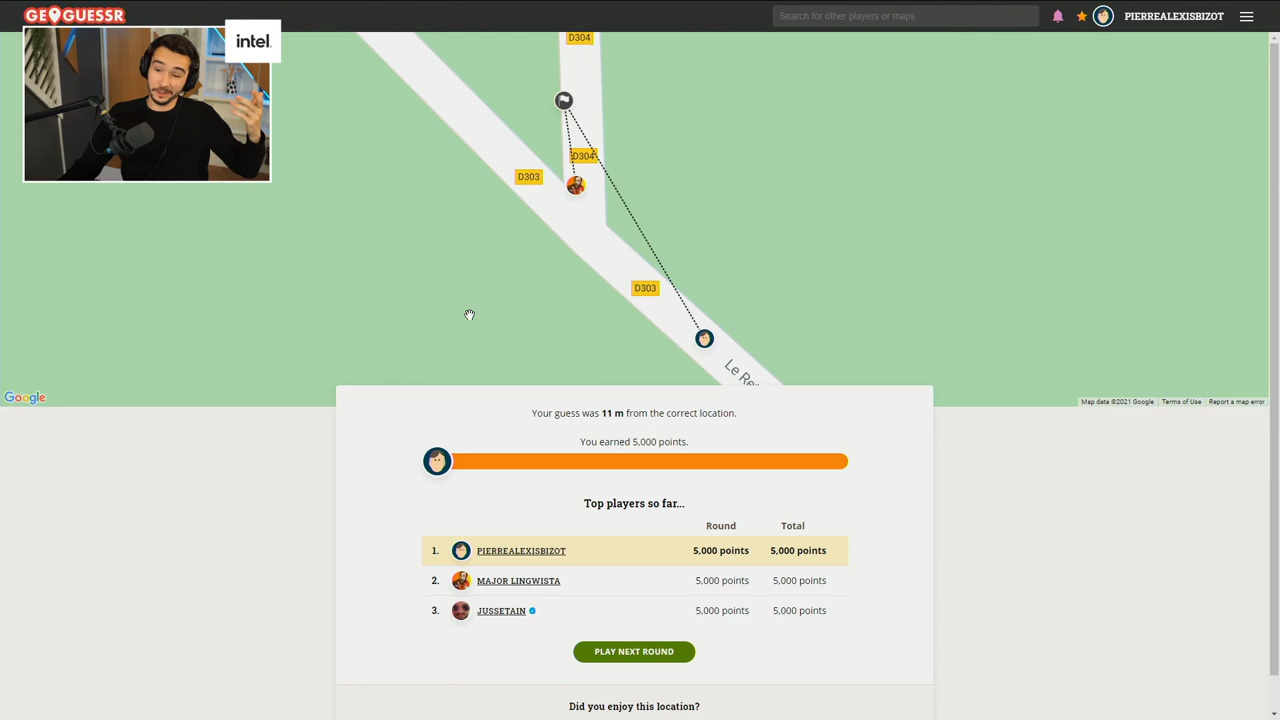 GEOGUESSR
Search for other players or maps
PIERREALEXISBIZOT
intel.
D304
D304
D303
D303
Le Re
Google
Map data ©2021 Google
Terms of Use
Report a map error
Your guess was 11 m from the correct location.
You earned 5,000 points.
Top players so far...
Round Total
1. PIERREALEXISBIZOT 5,000 points 5,000 points
2. MAJOR LINGWISTA 5,000 points 5,000 points
3. JUSSETAIN 5,000 points 5,000 points
PLAY NEXT ROUND
Did you enjoy this location?